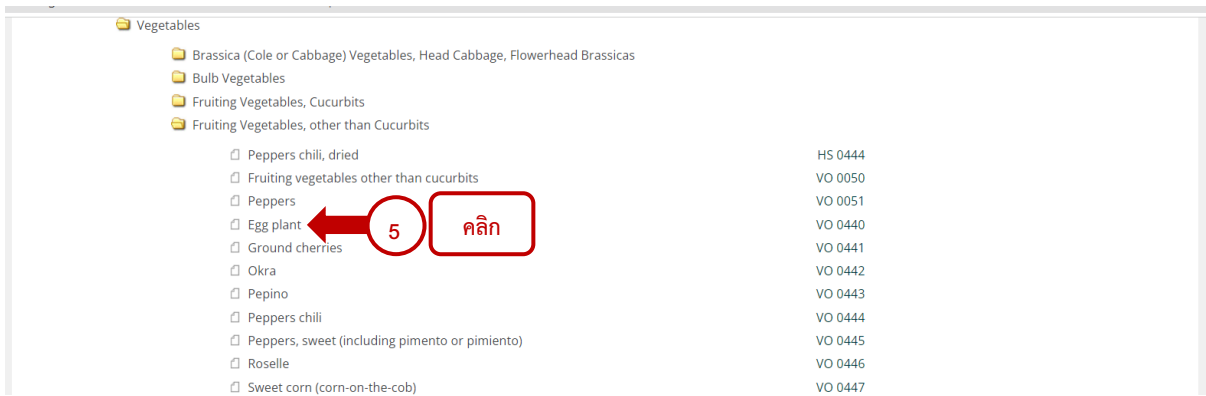 Vegetables
Brassica (Cole or Cabbage) Vegetables, Head Cabbage, Flowerhead Brassicas
Bulb Vegetables
Fruiting Vegetables, Cucurbits
Fruiting Vegetables, other than Cucurbits
Peppers chili, dried HS 0444
Fruiting vegetables other than cucurbits VO 0050
Peppers VO 0051
Egg plant 5 คลิก VO 0440
Ground cherries VO 0441
Okra VO 0442
Pepino VO 0443
Peppers chili VO 0444
Peppers, sweet (including pimento or pimiento) VO 0445
Roselle VO 0446
Sweet corn (corn-on-the-cob) VO 0447